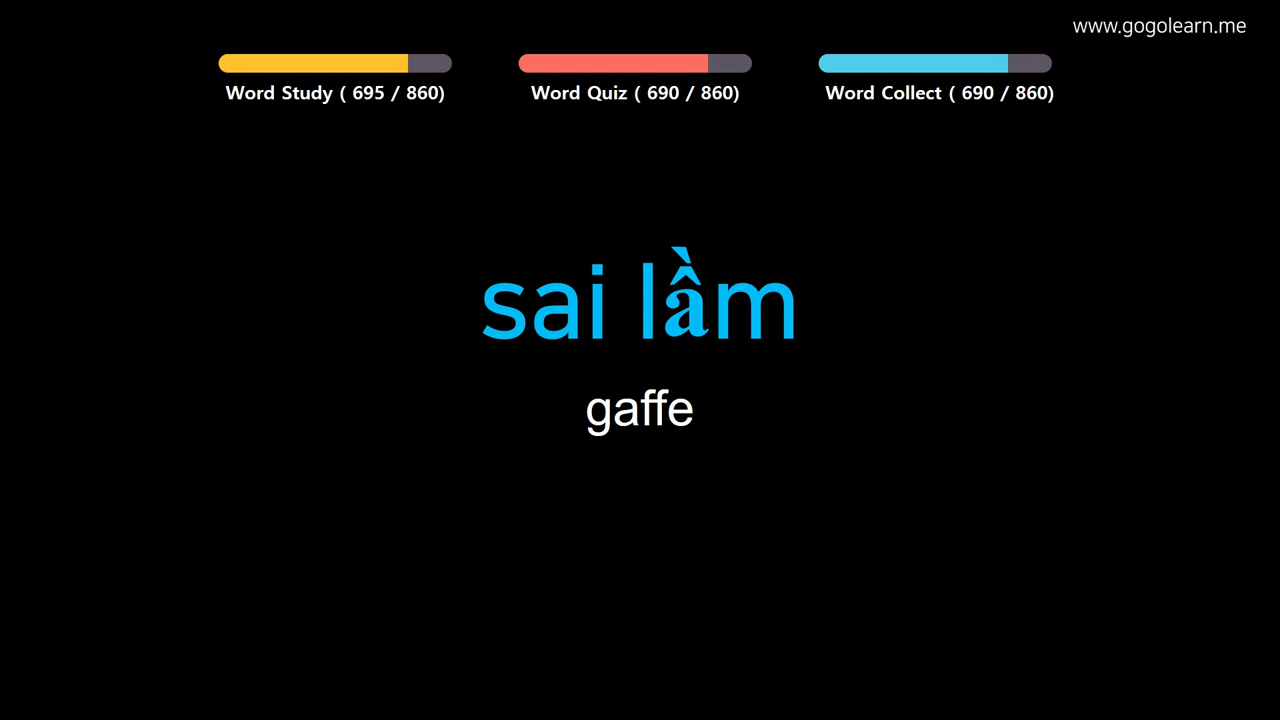 www.gogolearn.me
Word Study ( 695 / 860)
Word Quiz ( 690 / 860)
Word Collect ( 690 / 860)
sai lầm
gaffe